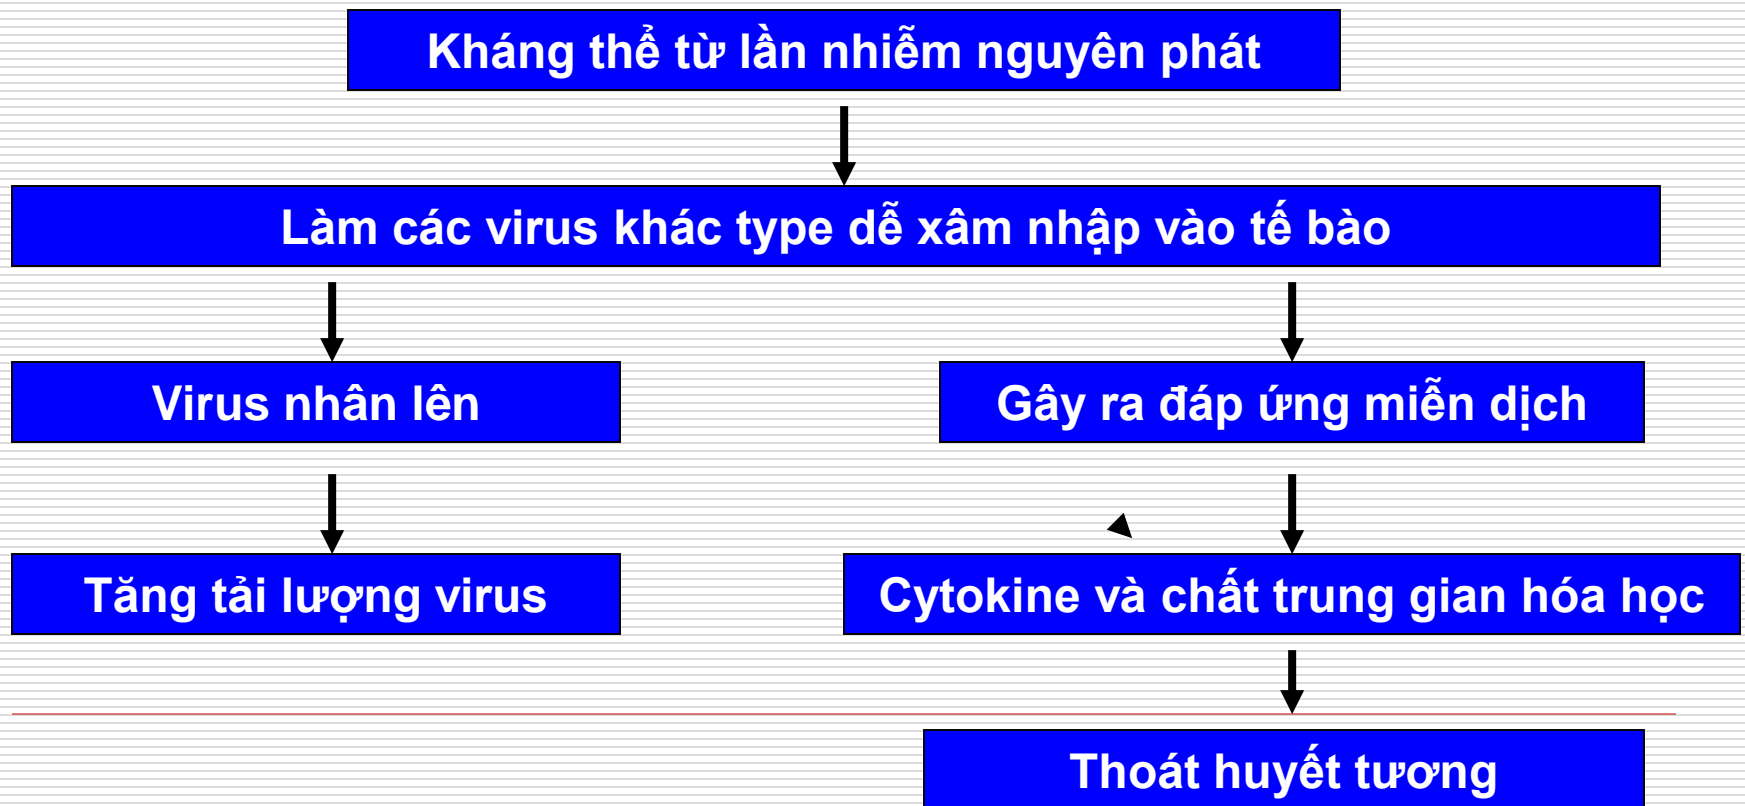 Kháng thể từ lần nhiễm nguyên phát
Làm các virus khác type dễ xâm nhập vào tế bào
Virus nhân lên
Gây ra đáp ứng miễn dịch
Tăng tải lượng virus
Cytokine và chất trung gian hóa học
Thoát huyết tương